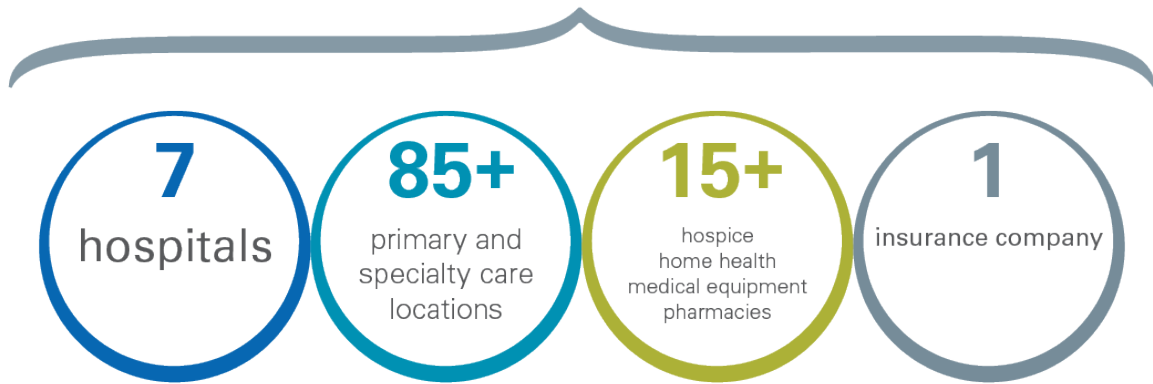 7
hospitals
85+
primary and
specialty care
locations
15+
hospice
home health
medical equipment
pharmacies
1
insurance company